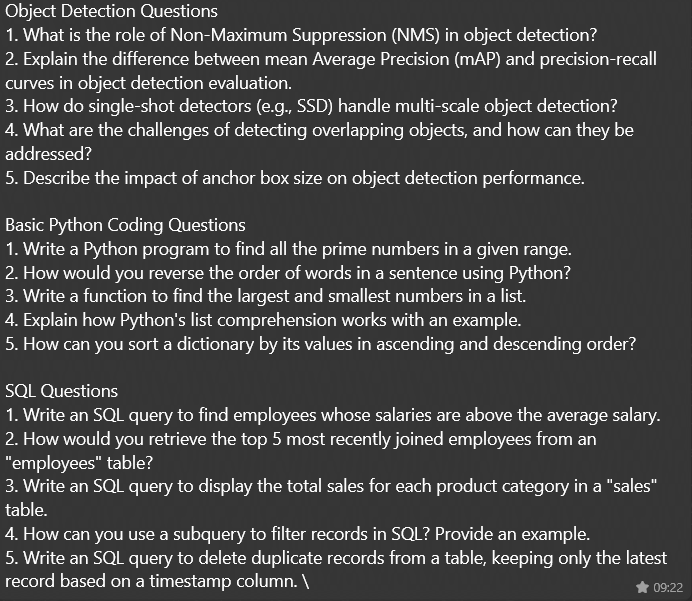 Object Detection Questions
1. What is the role of Non-Maximum Suppression (NMS) in object detection?
2. Explain the difference between mean Average Precision (mAP) and precision-recall
curves in object detection evaluation.
3. How do single-shot detectors (e.g., SSD) handle multi-scale object detection?
4. What are the challenges of detecting overlapping objects, and how can they be
addressed?
5. Describe the impact of anchor box size on object detection performance.

Basic Python Coding Questions
1. Write a Python program to find all the prime numbers in a given range.
2. How would you reverse the order of words in a sentence using Python?
3. Write a function to find the largest and smallest numbers in a list.
4. Explain how Python's list comprehension works with an example.
5. How can you sort a dictionary by its values in ascending and descending order?

SQL Questions
1. Write an SQL query to find employees whose salaries are above the average salary.
2. How would you retrieve the top 5 most recently joined employees from an
"employees" table?
3. Write an SQL query to display the total sales for each product category in a "sales"
table.
4. How can you use a subquery to filter records in SQL? Provide an example.
5. Write an SQL query to delete duplicate records from a table, keeping only the latest
record based on a timestamp column. \
09:22